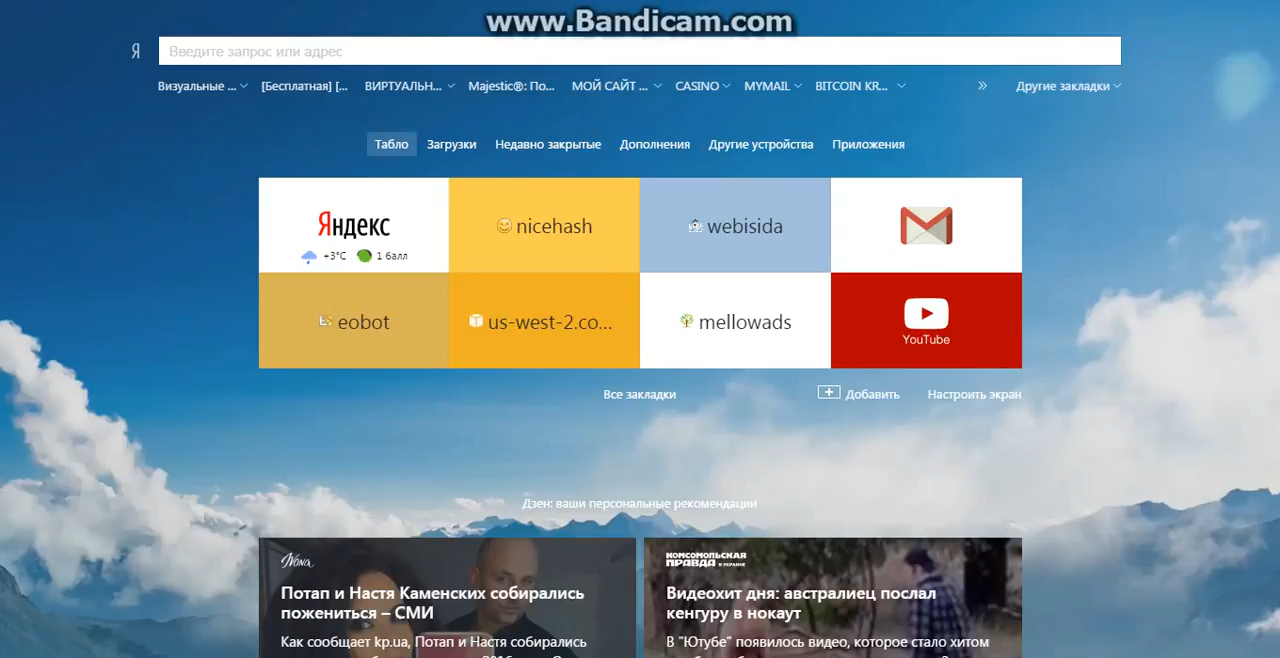 www.Bandicam.com
Я Введите запрос или адрес
Визуальные ... [Бесплатная] [... ВИРТУАЛЬН... Majestic®: По... МОЙ САЙТ ... CASINO MYMAIL BITCOIN KR... » Другие закладки
Табло Загрузки Недавно закрытые Дополнения Другие устройства Приложения
Яндекс
+3°C 1 балл
nicehash
webisida
eobot
us-west-2.co...
mellowads
YouTube
Все закладки Добавить Настроить экран
Дзен: ваши персональные рекомендации
Ivona
Потап и Настя Каменских собирались
пожениться – СМИ
Как сообщает kp.ua, Потап и Настя собирались
КОМСОМОЛЬСКАЯ
ПРАВДА В УКРАИНЕ
Видеохит дня: австралиец послал
кенгуру в нокаут
В "Ютубе" появилось видео, которое стало хитом